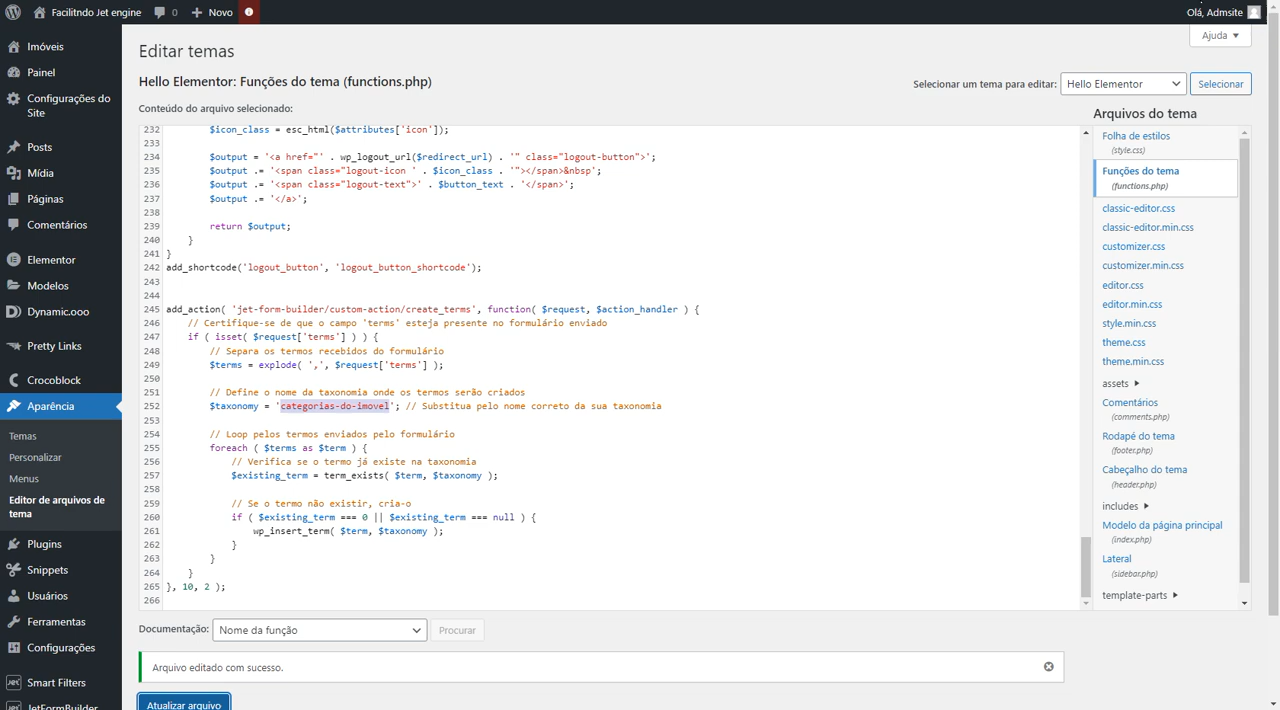 Facilitndo Jet engine
0
Novo
Olá, Admsite
Ajuda
Imóveis
Painel
Configurações do
Site
Posts
Mídia
Páginas
Comentários
Elementor
Modelos
Dynamic.ooo
Pretty Links
Crocoblock
Aparência
Temas
Personalizar
Menus
Editor de arquivos de
tema
Plugins
Snippets
Usuários
Ferramentas
Configurações
Smart Filters
JetFormBuilder
Editar temas
Hello Elementor: Funções do tema (functions.php)
Selecionar um tema para editar:
Hello Elementor
Selecionar
Conteúdo do arquivo selecionado:
232 $icon_class = esc_html($attributes['icon']);
233
234 $output = '<a href="' . wp_logout_url($redirect_url) . '" class="logout-button">';
235 $output .= '<span class="logout-icon ' . $icon_class . '"></span>&nbsp';
236 $output .= '<span class="logout-text">' . $button_text . '</span>';
237 $output .= '</a>';
238
239 return $output;
240 }
241 }
242 add_shortcode('logout_button', 'logout_button_shortcode');
243
244
245 add_action( 'jet-form-builder/custom-action/create_terms', function( $request, $action_handler ) {
246 // Certifique-se de que o campo 'terms' esteja presente no formulário enviado
247 if ( isset( $request['terms'] ) ) {
248 // Separa os termos recebidos do formulário
249 $terms = explode( ',', $request['terms'] );
250
251 // Define o nome da taxonomia onde os termos serão criados
252 $taxonomy = 'categorias-do-imovel'; // Substitua pelo nome correto da sua taxonomia
253
254 // Loop pelos termos enviados pelo formulário
255 foreach ( $terms as $term ) {
256 // Verifica se o termo já existe na taxonomia
257 $existing_term = term_exists( $term, $taxonomy );
258
259 // Se o termo não existir, cria-o
260 if ( $existing_term === 0 || $existing_term === null ) {
261 wp_insert_term( $term, $taxonomy );
262 }
263 }
264 }
265 }, 10, 2 );
266
Arquivos do tema
Folha de estilos
(style.css)
Funções do tema
(functions.php)
classic-editor.css
classic-editor.min.css
customizer.css
customizer.min.css
editor.css
editor.min.css
style.min.css
theme.css
theme.min.css
assets
Comentários
(comments.php)
Rodapé do tema
(footer.php)
Cabeçalho do tema
(header.php)
includes
Modelo da página principal
(index.php)
Lateral
(sidebar.php)
template-parts
Documentação:
Nome da função
Procurar
Arquivo editado com sucesso.
Atualizar arquivo